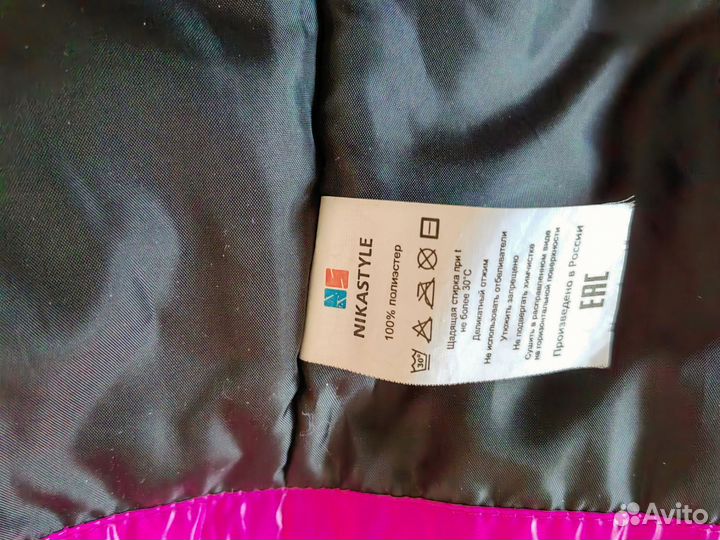 NIKASTYLE
100% полиэстер
30°
Щадящая стирка при t
не более 30°C
Деликатный отжим
Не использовать отбеливатели
Утюжить запрещено
Не подвергать химчистке
Сушить в расправленном виде
на горизонтальной поверхности
Произведено в России
EAC
Avito